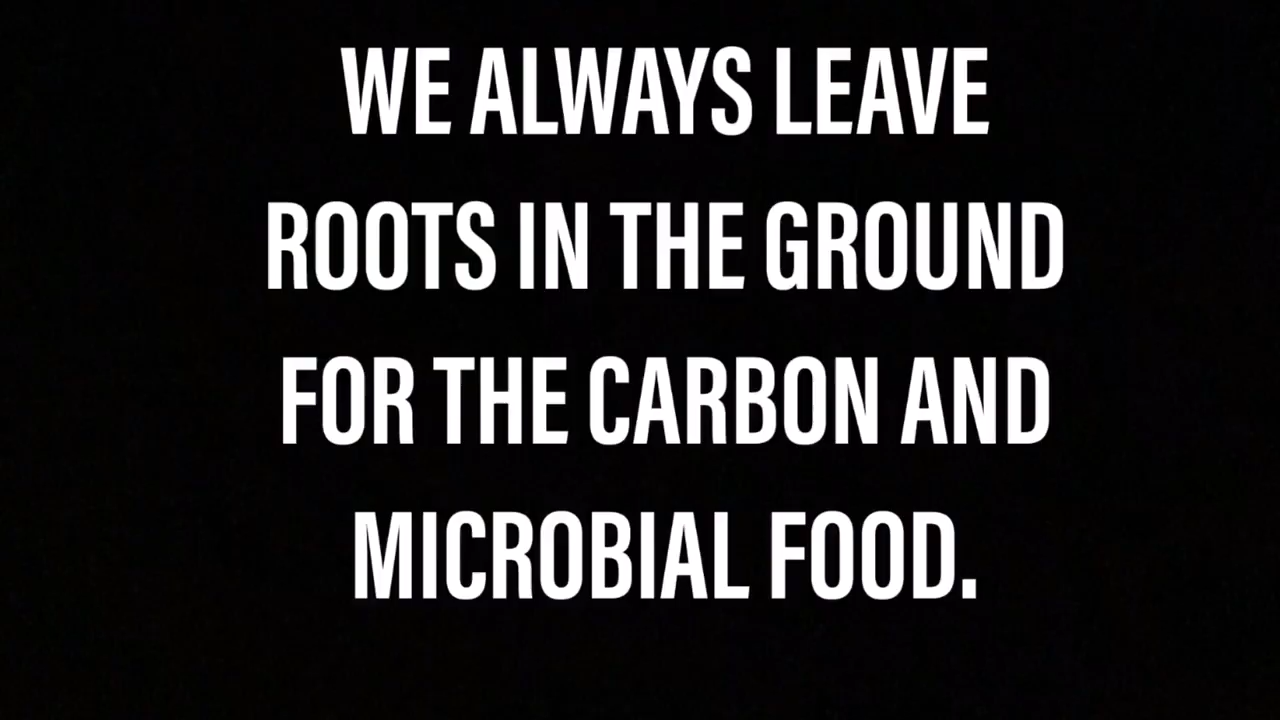 WE ALWAYS LEAVE
ROOTS IN THE GROUND
FOR THE CARBON AND
MICROBIAL FOOD.